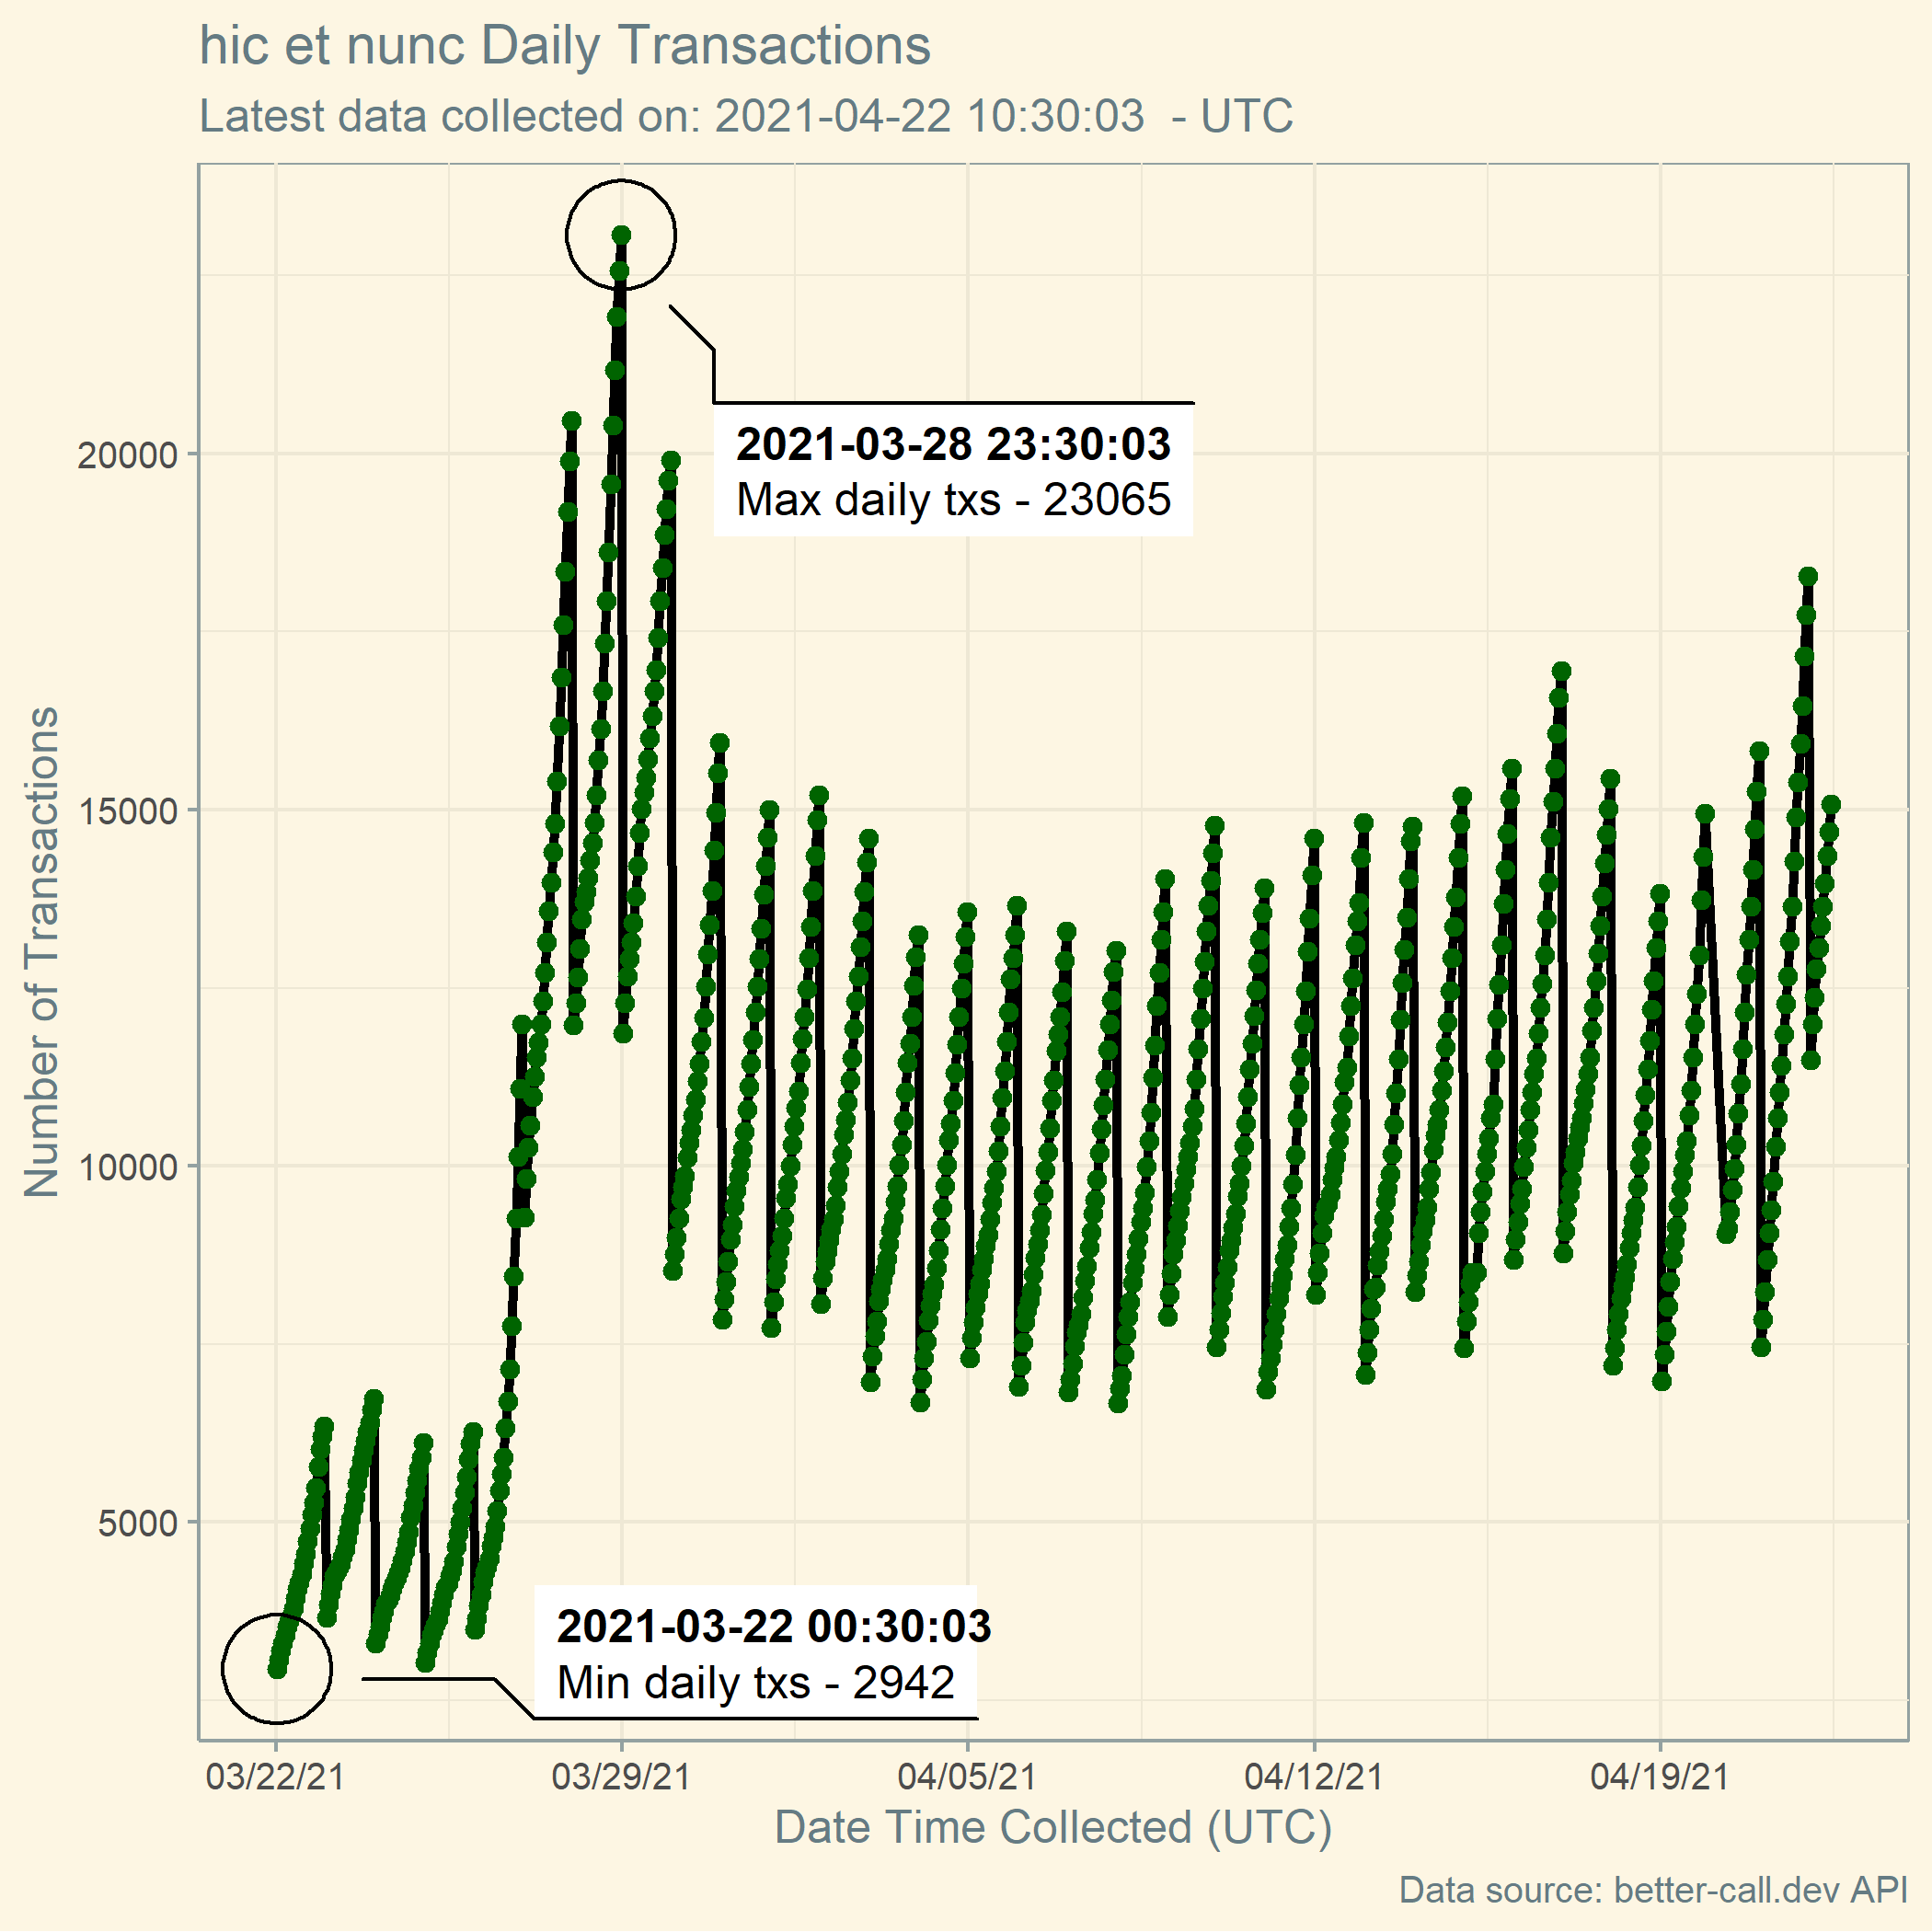 hic et nunc Daily Transactions
Latest data collected on: 2021-04-22 10:30:03  - UTC
Number of Transactions
20000
15000
10000
5000
2021-03-28 23:30:03
Max daily txs - 23065
2021-03-22 00:30:03
Min daily txs - 2942
03/22/21
03/29/21
04/05/21
04/12/21
04/19/21
Date Time Collected (UTC)
Data source: better-call.dev API